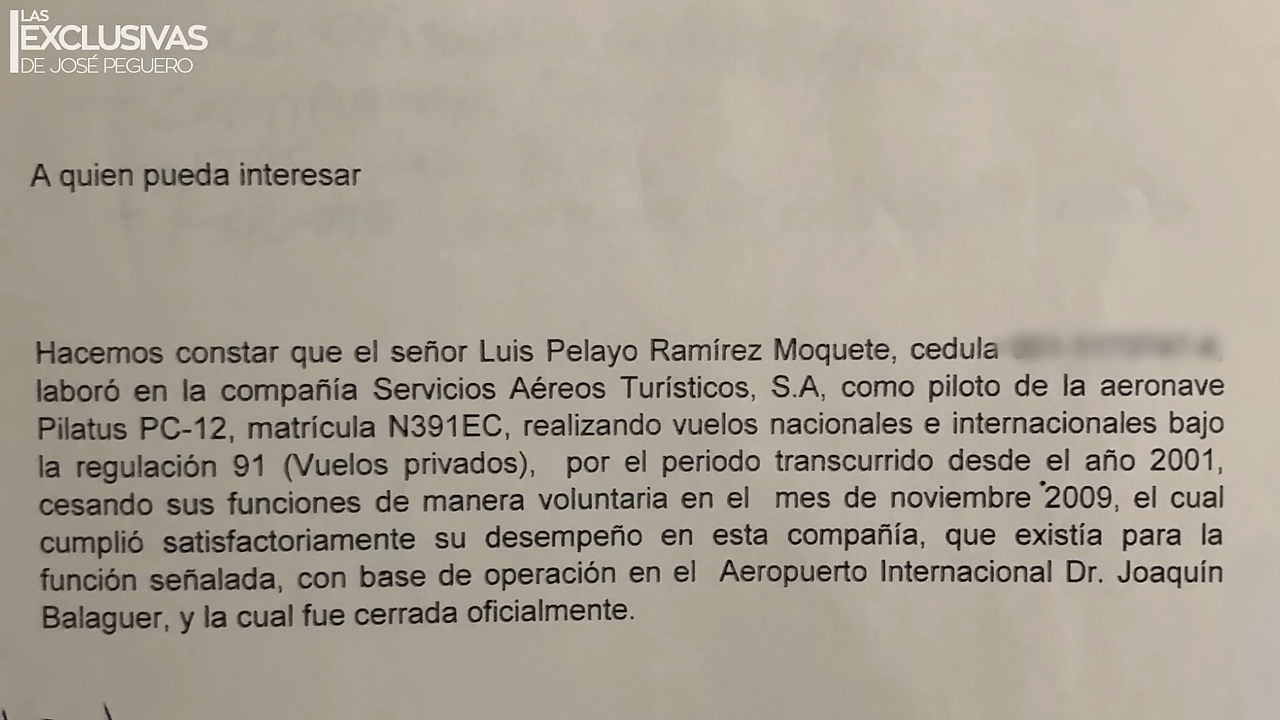 LAS
EXCLUSIVAS
DE JOSÉ PEGUERO
A quien pueda interesar
Hacemos constar que el señor Luis Pelayo Ramírez Moquete, cedula
laboró en la compañía Servicios Aéreos Turísticos, S.A, como piloto de la aeronave
Pilatus PC-12, matrícula N391EC, realizando vuelos nacionales e internacionales bajo
la regulación 91 (Vuelos privados), por el periodo transcurrido desde el año 2001,
cesando sus funciones de manera voluntaria en el mes de noviembre 2009, el cual
cumplió satisfactoriamente su desempeño en esta compañía, que existía para la
función señalada, con base de operación en el Aeropuerto Internacional Dr. Joaquín
Balaguer, y la cual fue cerrada oficialmente.